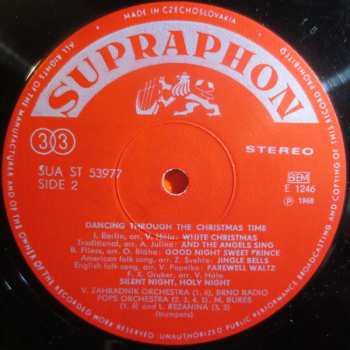 MADE IN CZECHOSLOVAKIA
ALL RIGHTS OF THE MANUFACTURER AND OF THE OWNER OF THE RECORDED WORK RESERVED UNAUTHORIZED PUBLIC PERFORMANCE BROADCASTING AND COPYING OF THIS RECORD PROHIBITED
SUPRAPHON
33
STEREO
SUA ST 53977
SIDE 2
BEM
E 1246
Ⓟ 1968
DANCING THROUGH THE CHRISTMAS TIME
I. Berlin, arr. V. Hála: WHITE CHRISTMAS
Traditional, arr. A. Julina: AND THE ANGELS SING
B. Fliess, arr. O. Bláha: GOOD NIGHT SWEET PRINCE
American folk song, arr. Z. Svehla: JINGLE BELLS
English folk song, arr. V. Popelka: FAREWELL WALTZ
F. X. Gruber, arr. V. Hála:
SILENT NIGHT, HOLY NIGHT
V. ZAHRADNIK ORCHESTRA (1, 6), BRNO RADIO
POPS ORCHESTRA (2, 3, 4, 5), M. BURES
(1, 6) and L. REZANINA (5, 2)
(trumpets)